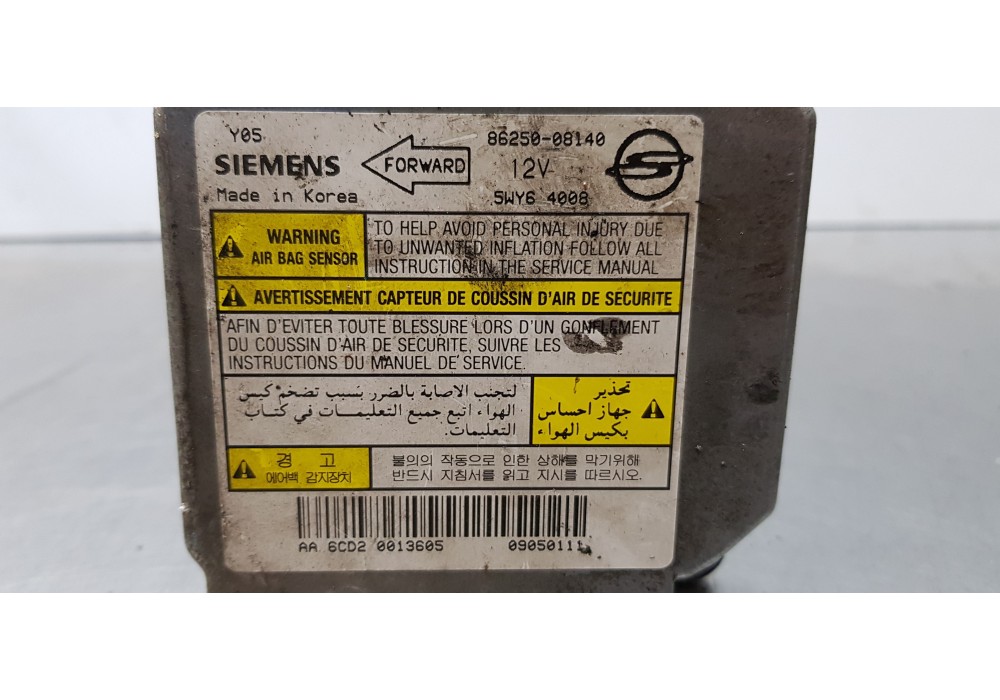 Y05
SIEMENS
Made in Korea
FORWARD
86250-08140
12V
5WY6 4008
WARNING
AIR BAG SENSOR
TO HELP AVOID PERSONAL INJURY DUE
TO UNWANTED INFLATION FOLLOW ALL
INSTRUCTION IN THE SERVICE MANUAL
AVERTISSEMENT CAPTEUR DE COUSSIN D'AIR DE SECURITE
AFIN D'EVITER TOUTE BLESSURE LORS D'UN GONFLEMENT
DU COUSSIN D'AIR DE SECURITE, SUIVRE LES
INSTRUCTIONS DU MANUEL DE SERVICE.
تحذير
جهاز احساس
بكيس الهواء
لتجنب الاصابة بالضرر بسبب تضخم كيس
الهواء اتبع جميع التعليمات في كتاب
التعليمات.
경 고
에어백 감지장치
불의의 작동으로 인한 상해를 막기위해
반드시 지침서를 읽고 지시를 따르시오.
AA 6CD2 0013605
09050111